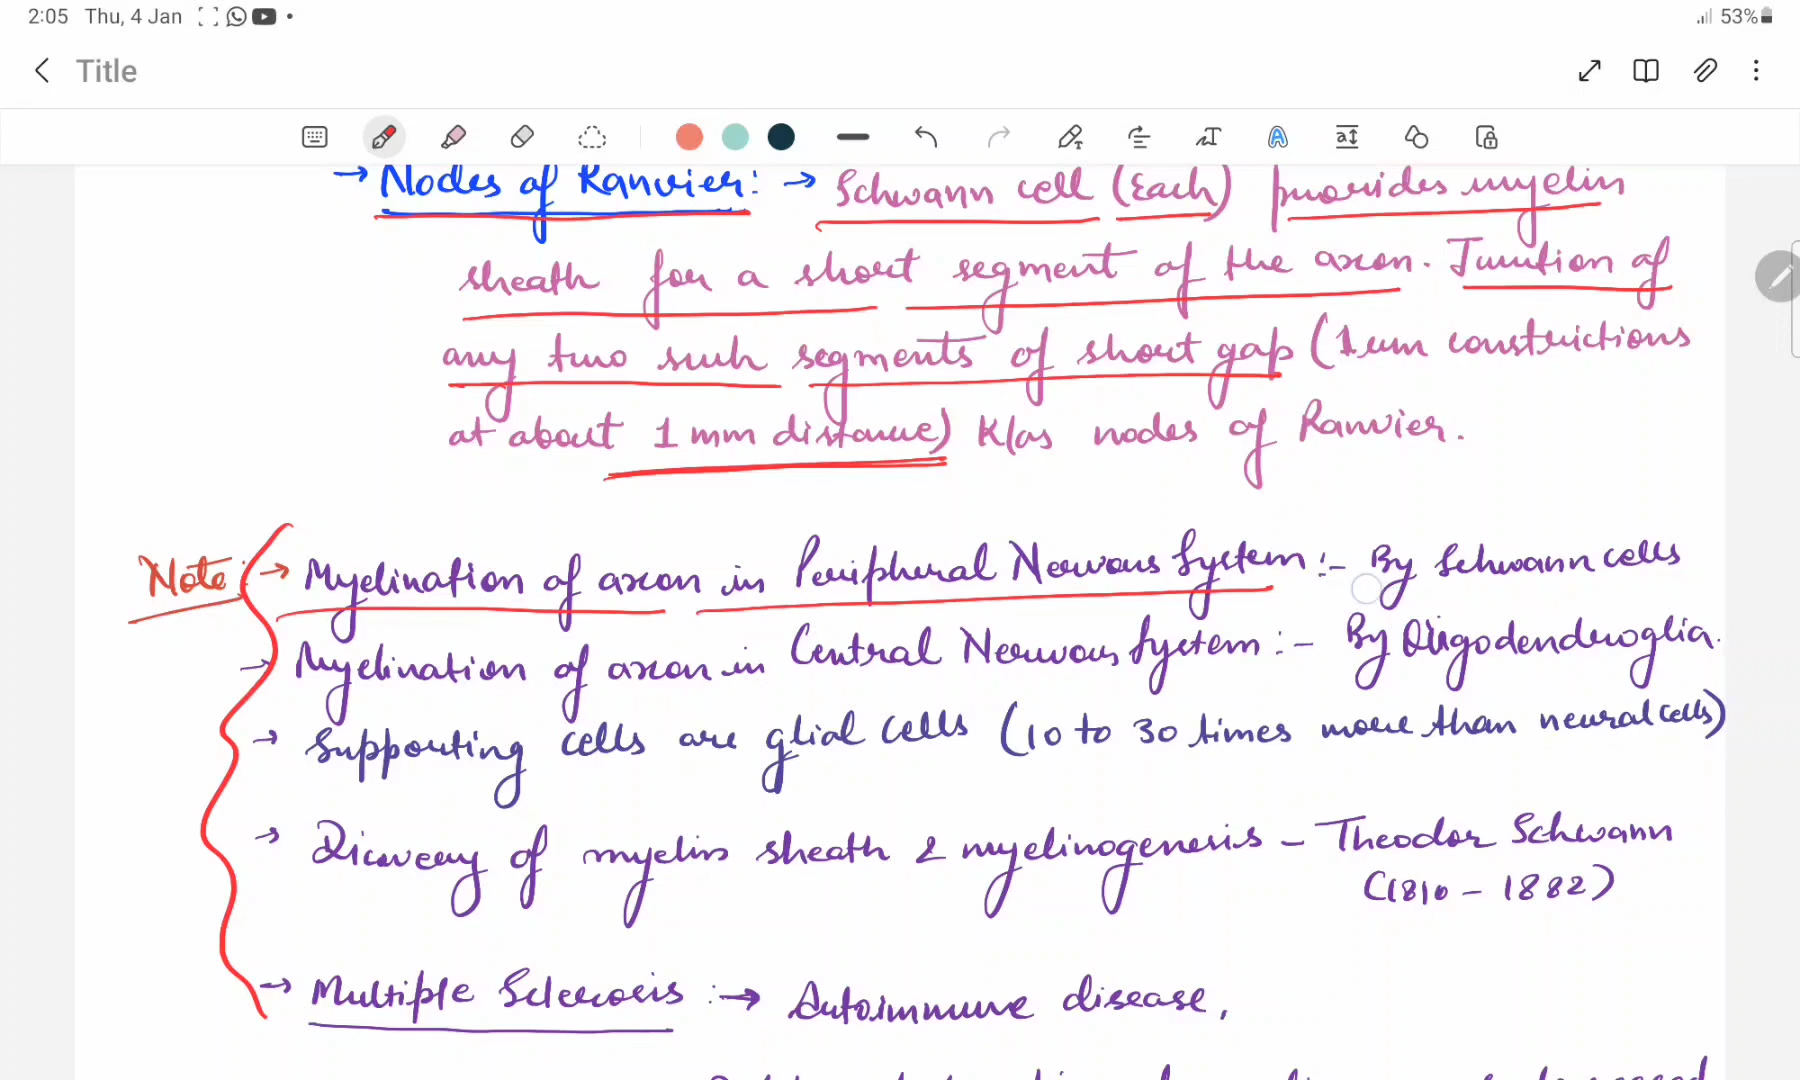 2:05 Thu, 4 Jan 53%
Title
→ Nodes of Ranvier: → Schwann cell (Each) provides myelin
sheath for a short segment of the axon. Junction of
any two such segments of short gap (1um constrictions
at about 1mm distance) K/as nodes of Ranvier.
Note: → Myelination of axon in Peripheral Nervous System :- By Schwann cells
→ Myelination of axon in Central Nervous System :- By Oligodendroglia.
→ Supporting cells are glial cells (10 to 30 times more than neural cells)
→ Dicovery of myelin sheath & myelinogenesis - Theodor Schwann
(1810 - 1882)
→ Multiple Sclerosis :→ Autoimmune disease,